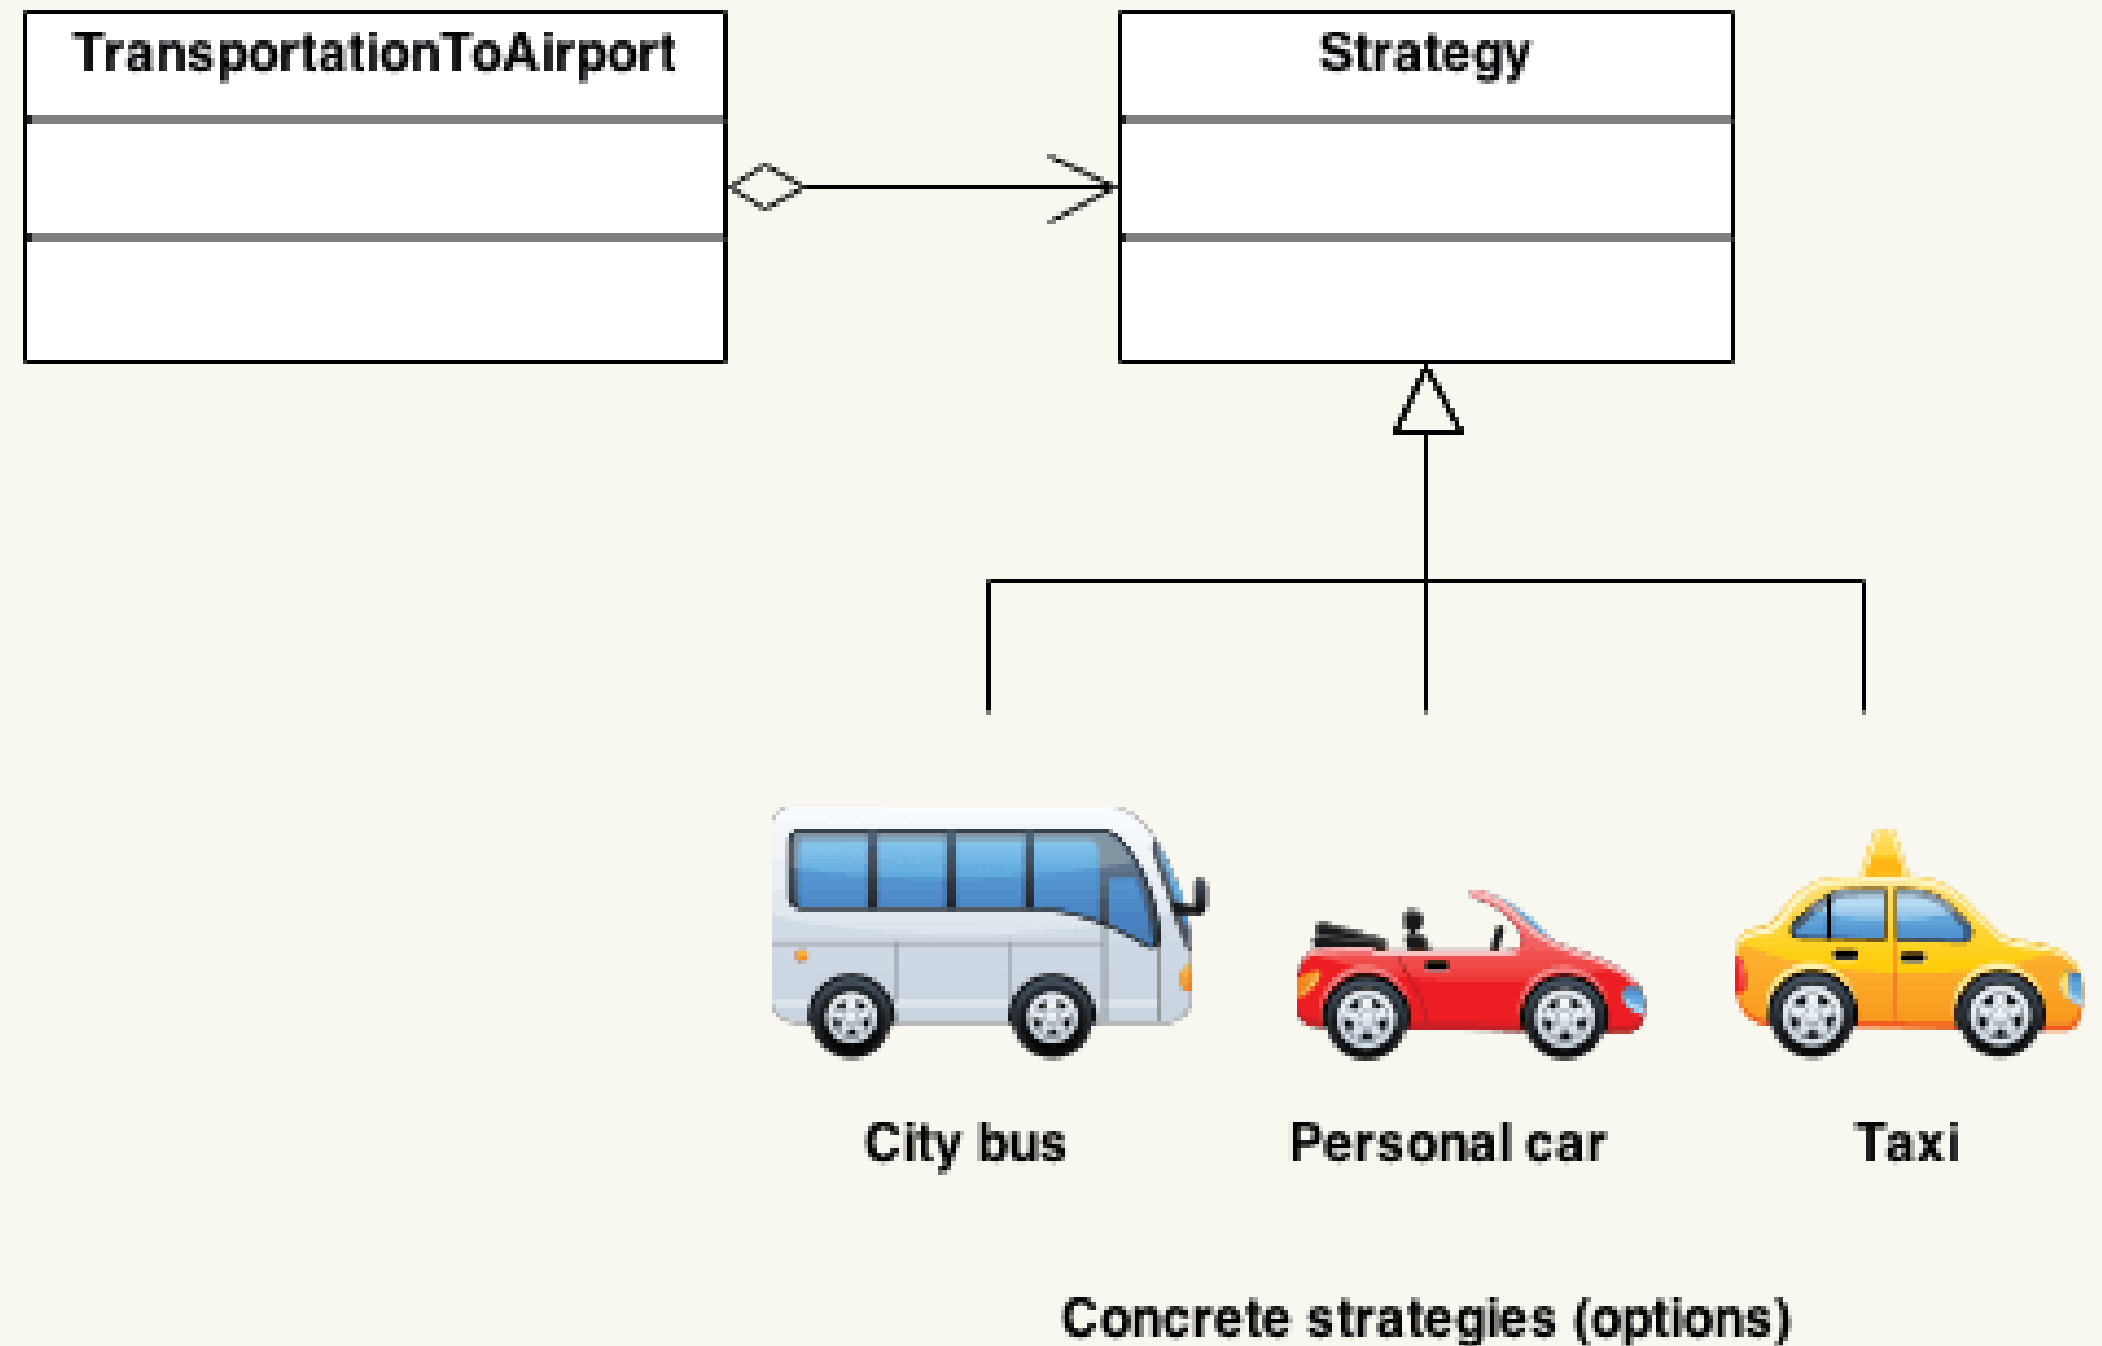 TransportationToAirport
Strategy
City bus
Personal car
Taxi
Concrete strategies (options)